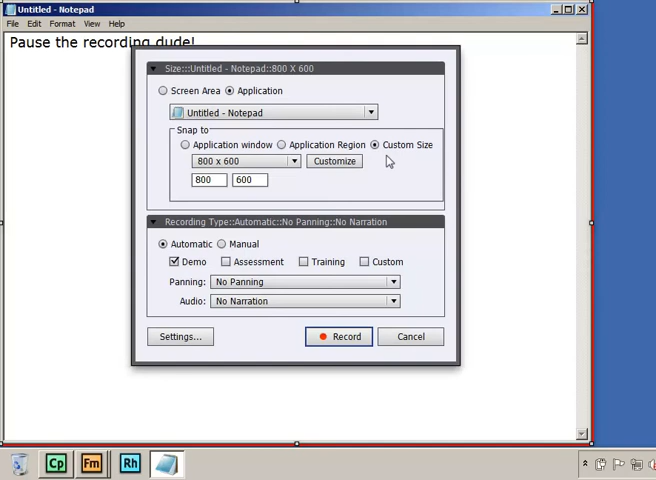 Untitled - Notepad
File Edit Format View Help
Pause the recording dude!
Size:::Untitled - Notepad::800 X 600
Screen Area Application
Untitled - Notepad
Snap to
Application window Application Region Custom Size
800 x 600 Customize
800 600
Recording Type::Automatic::No Panning::No Narration
Automatic Manual
Demo Assessment Training Custom
Panning: No Panning
Audio: No Narration
Settings... Record Cancel
Cp Fm Rh